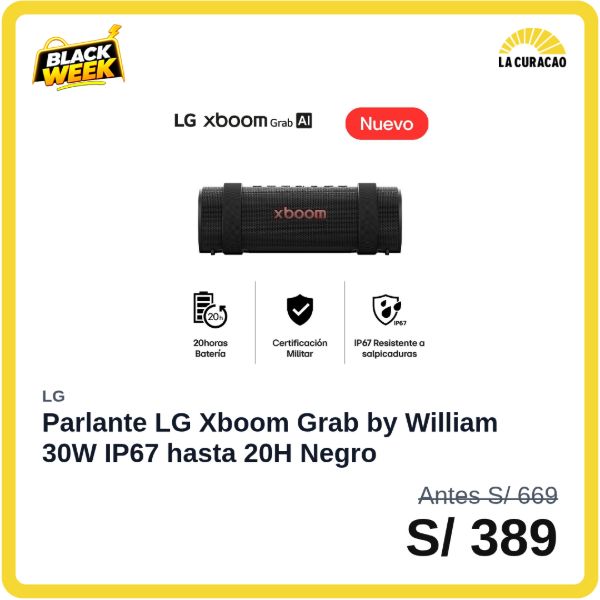 BLACK
WEEK
LA CURACAO
LG xboom Grab AI
Nuevo
xboom
20h
IP67
20horas
Batería
Certificación
Militar
IP67 Resistente a
salpicaduras
LG
Parlante LG Xboom Grab by William
30W IP67 hasta 20H Negro
Antes S/ 669
S/ 389